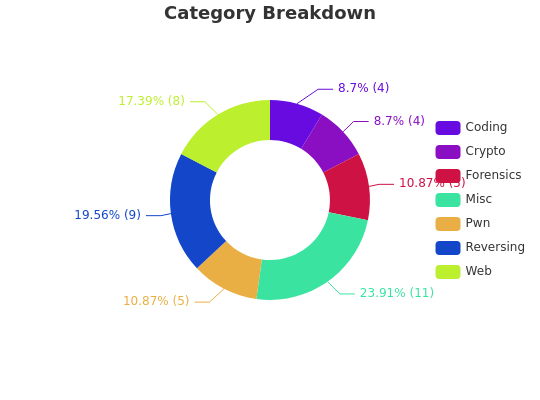 Category Breakdown
8.7% (4)
17.39% (8)
8.7% (4)
Coding
Crypto
Forensics
10.87% (5)
Misc
19.56% (9)
Pwn
Reversing
Web
23.91% (11)
10.87% (5)